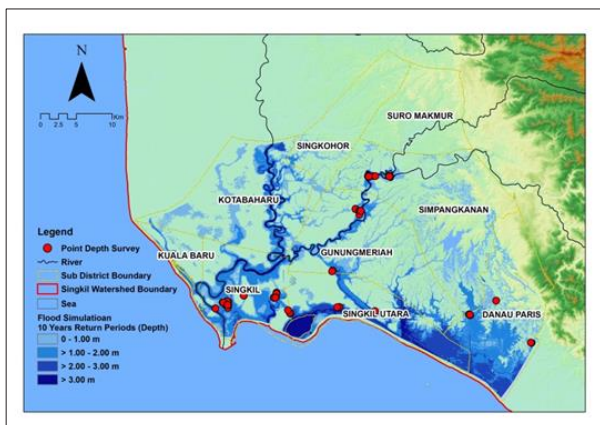 N
0 2.5 5 10
Km
SURO MAKMUR
SINGKOHOR
KOTABAHARU
SIMPANGKANAN
KUALA BARU
GUNUNGMERIAH
SINGKIL
SINGKIL UTARA
DANAU PARIS
Legend
Point Depth Survey
River
Sub District Boundary
Singkil Watershed Boundary
Sea
Flood Simulatioan
10 Years Return Periods (Depth)
0 - 1.00 m
> 1.00 - 2.00 m
> 2.00 - 3.00 m
> 3.00 m